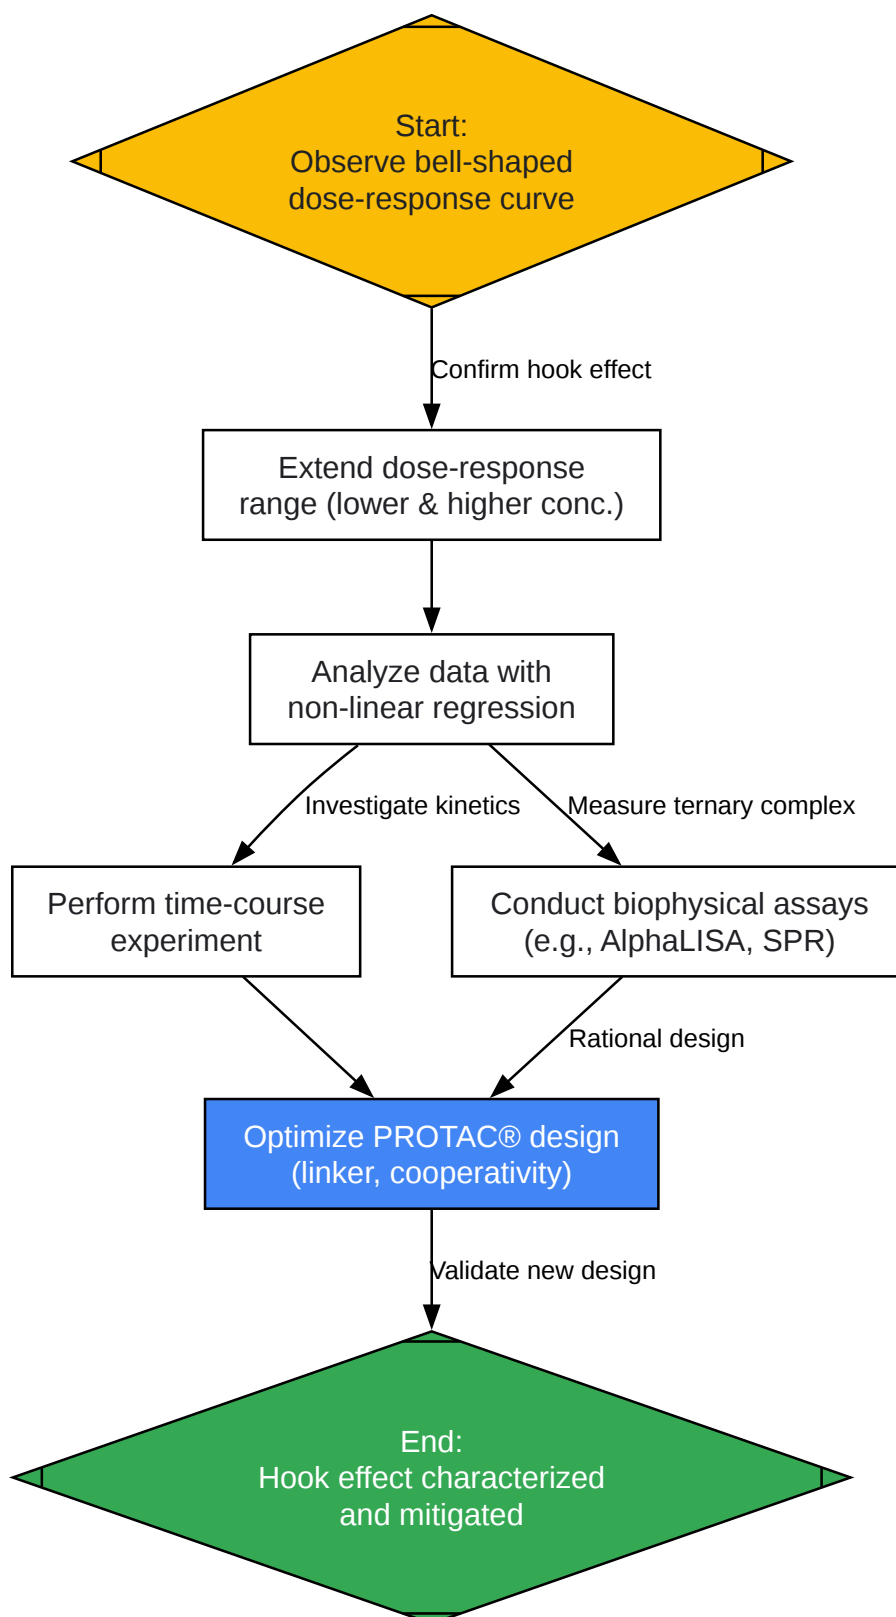 Start:
Observe bell-shaped
dose-response curve
Confirm hook effect
Extend dose-response
range (lower & higher conc.)
Analyze data with
non-linear regression
Investigate kinetics
Measure ternary complex
Perform time-course
experiment
Conduct biophysical assays
(e.g., AlphaLISA, SPR)
Rational design
Optimize PROTAC® design
(linker, cooperativity)
Validate new design
End:
Hook effect characterized
and mitigated